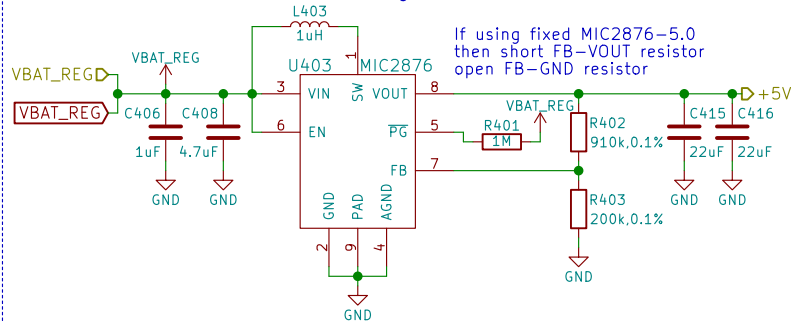 L403
1uH
If using fixed MIC2876-5.0
then short FB-VOUT resistor
open FB-GND resistor
VBAT_REG
VBAT_REG
VBAT_REG
U403
MIC2876
1
SW
3
VIN
VOUT
8
+5V
C406
1uF
C408
4.7uF
6
EN
PG
5
R401
1M
VBAT_REG
R402
910k,0.1%
C415
22uF
C416
22uF
FB
7
GND
GND
R403
200k,0.1%
GND
GND
GND
PAD
AGND
2
9
4
GND
GND